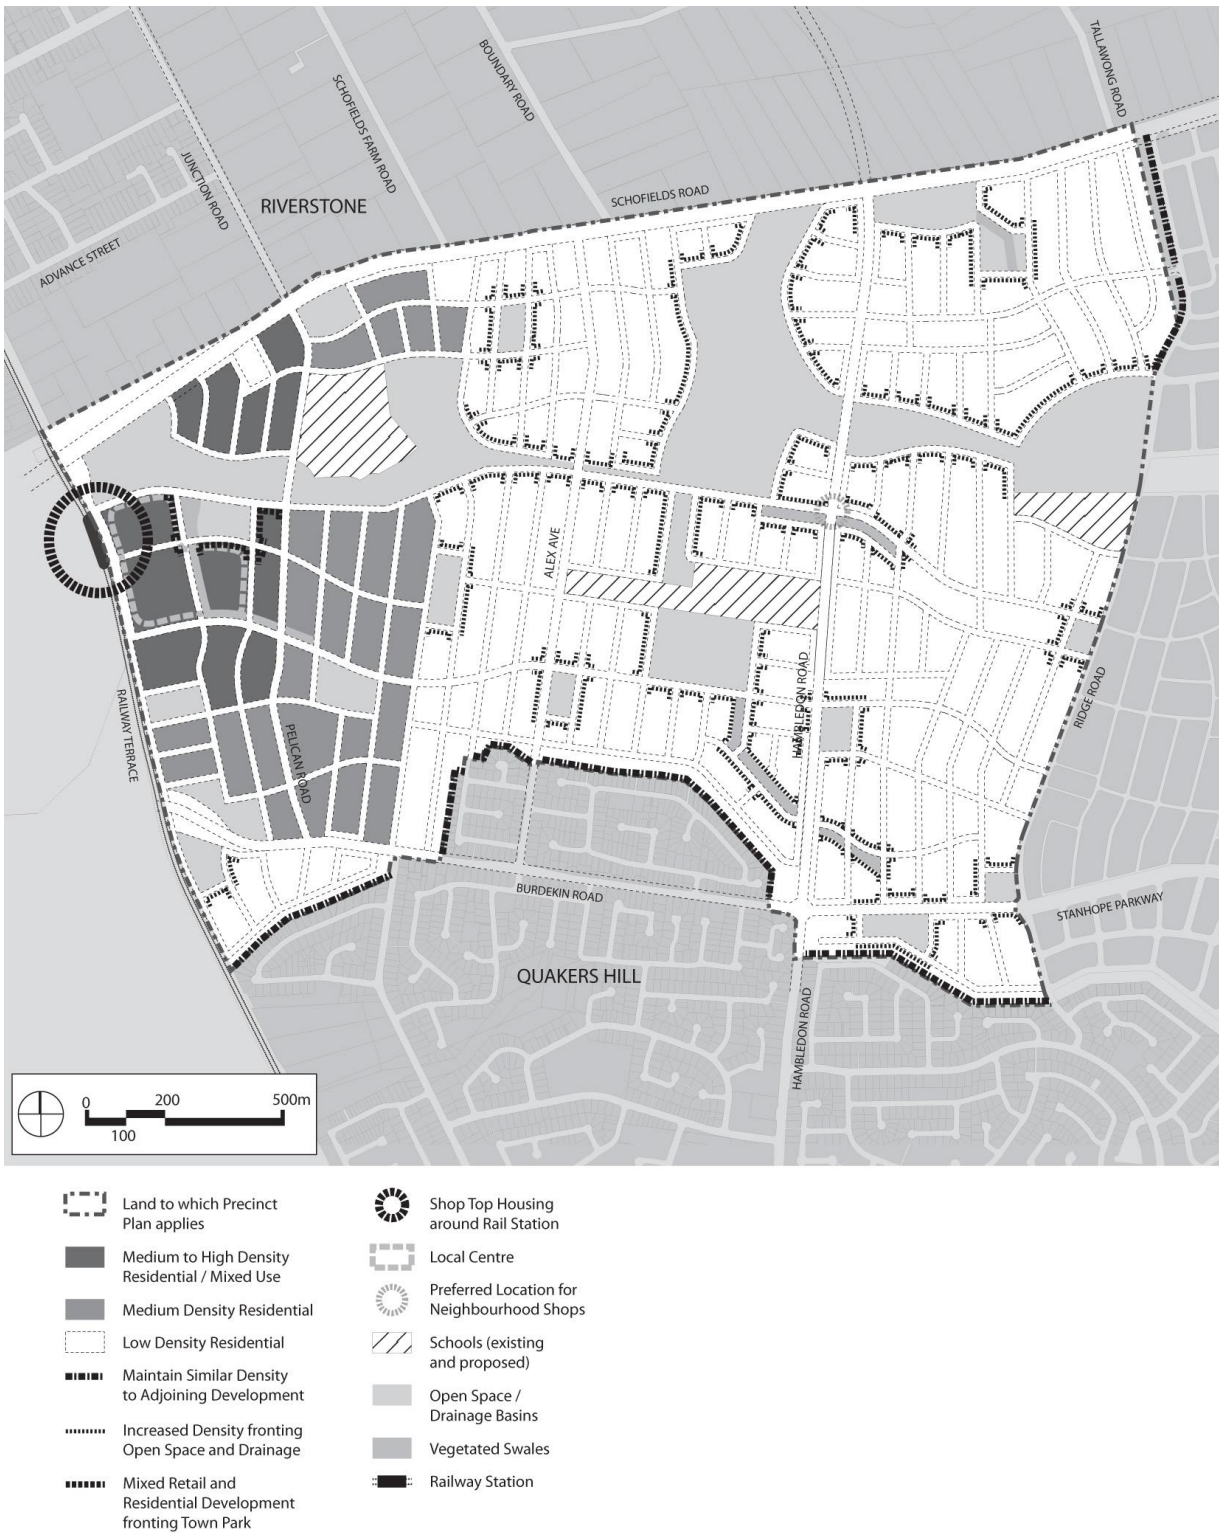 TALLAWONG ROAD
BOUNDARY ROAD
SCHOFIELDS FARM ROAD
JUNCTION ROAD
RIVERSTONE
SCHOFIELDS ROAD
ADVANCE STREET
ALEX AVE
HAMBLEDON ROAD
RIDGE ROAD
RAILWAY TERRACE
PELICAN ROAD
BURDEKIN ROAD
STANHOPE PARKWAY
QUAKERS HILL
HAMBLEDON ROAD
0 200 500m
100
Land to which Precinct
Plan applies
Medium to High Density
Residential / Mixed Use
Medium Density Residential
Low Density Residential
Maintain Similar Density
to Adjoining Development
Increased Density fronting
Open Space and Drainage
Mixed Retail and
Residential Development
fronting Town Park
Shop Top Housing
around Rail Station
Local Centre
Preferred Location for
Neighbourhood Shops
Schools (existing
and proposed)
Open Space /
Drainage Basins
Vegetated Swales
Railway Station